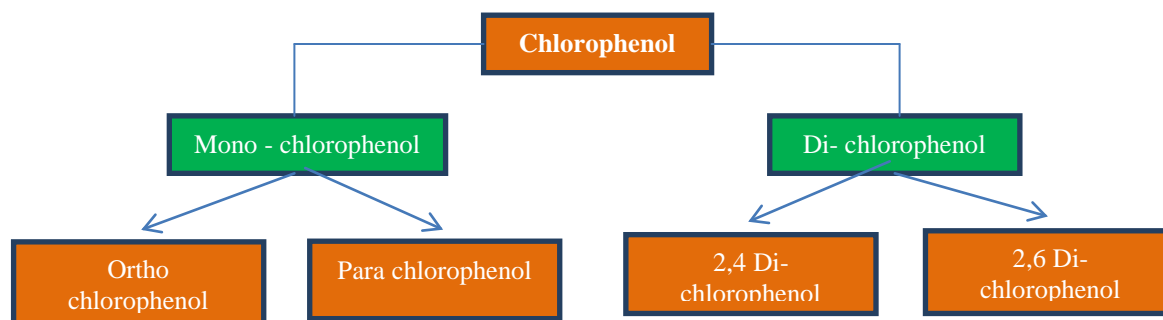 Chlorophenol
Mono - chlorophenol
Di- chlorophenol
Ortho
chlorophenol
Para chlorophenol
2,4 Di-
chlorophenol
2,6 Di-
chlorophenol